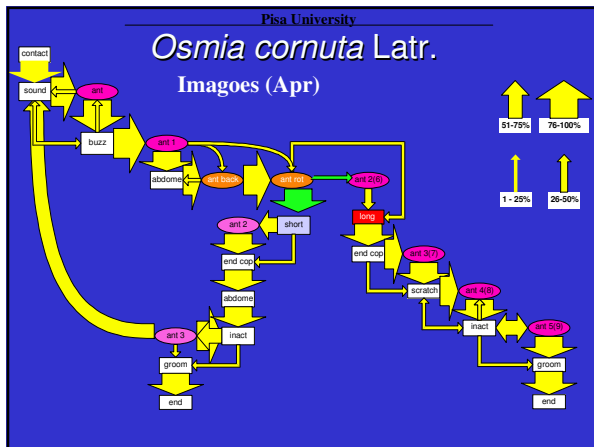 Pisa University
Osmia cornuta Latr.
Imagoes (Apr)
contact
sound
ant
buzz
ant 1
abdome
ant back
ant rot
ant 2(6)
long
ant 2
short
end cop
end cop
ant 3(7)
abdome
scratch
ant 4(8)
ant 3
inact
inact
ant 5(9)
groom
groom
end
end
51-75%
76-100%
1 - 25%
26-50%